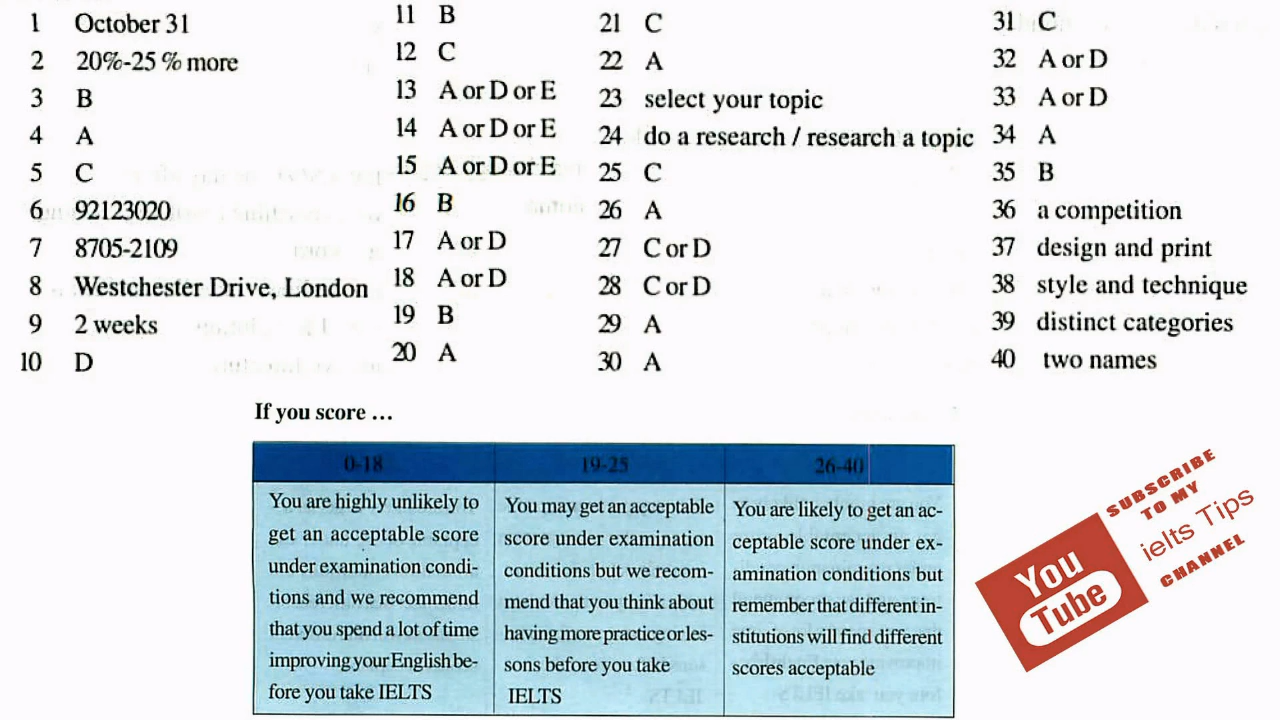 1 October 31
2 20%-25 % more
3 B
4 A
5 C
6 92123020
7 8705-2109
8 Westchester Drive, London
9 2 weeks
10 D
11 B
12 C
13 A or D or E
14 A or D or E
15 A or D or E
16 B
17 A or D
18 A or D
19 B
20 A
21 C
22 A
23 select your topic
24 do a research / research a topic
25 C
26 A
27 C or D
28 C or D
29 A
30 A
31 C
32 A or D
33 A or D
34 A
35 B
36 a competition
37 design and print
38 style and technique
39 distinct categories
40 two names
If you score ...
0-18
You are highly unlikely to
get an acceptable score
under examination condi-
tions and we recommend
that you spend a lot of time
improving your English be-
fore you take IELTS
19-25
You may get an acceptable
score under examination
conditions but we recom-
mend that you think about
having more practice or les-
sons before you take
IELTS
26-40
You are likely to get an ac-
ceptable score under ex-
amination conditions but
remember that different in-
stitutions will find different
scores acceptable
You
Tube
SUBSCRIBE
TO MY
ielts Tips
CHANNEL